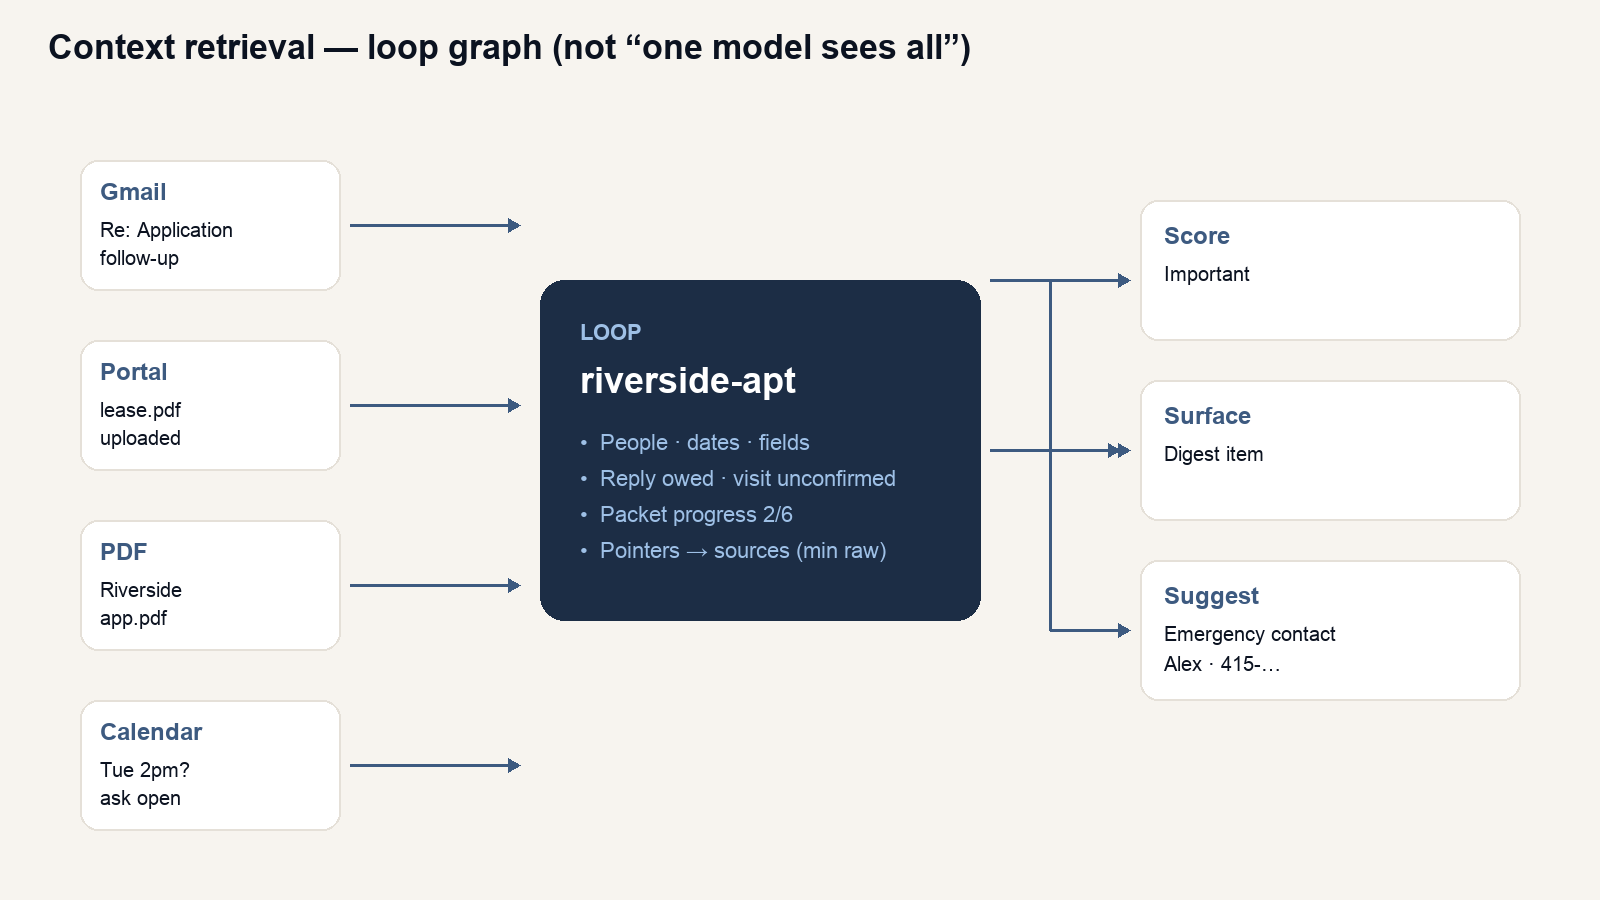 Context retrieval — loop graph (not “one model sees all”)
Gmail
Re: Application
follow-up
Portal
lease.pdf
uploaded
PDF
Riverside
app.pdf
Calendar
Tue 2pm?
ask open
LOOP
riverside-apt
• People · dates · fields
• Reply owed · visit unconfirmed
• Packet progress 2/6
• Pointers → sources (min raw)
Score
Important
Surface
Digest item
Suggest
Emergency contact
Alex · 415-…